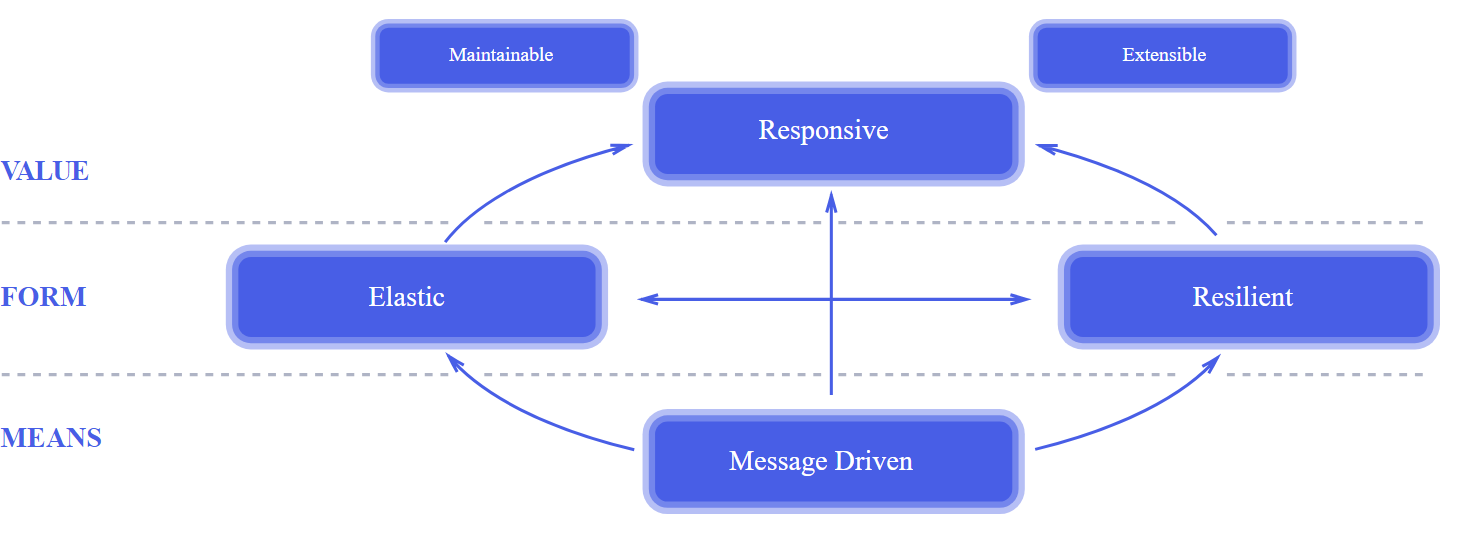 Maintainable
Extensible
Responsive
VALUE
Elastic
Resilient
FORM
Message Driven
MEANS